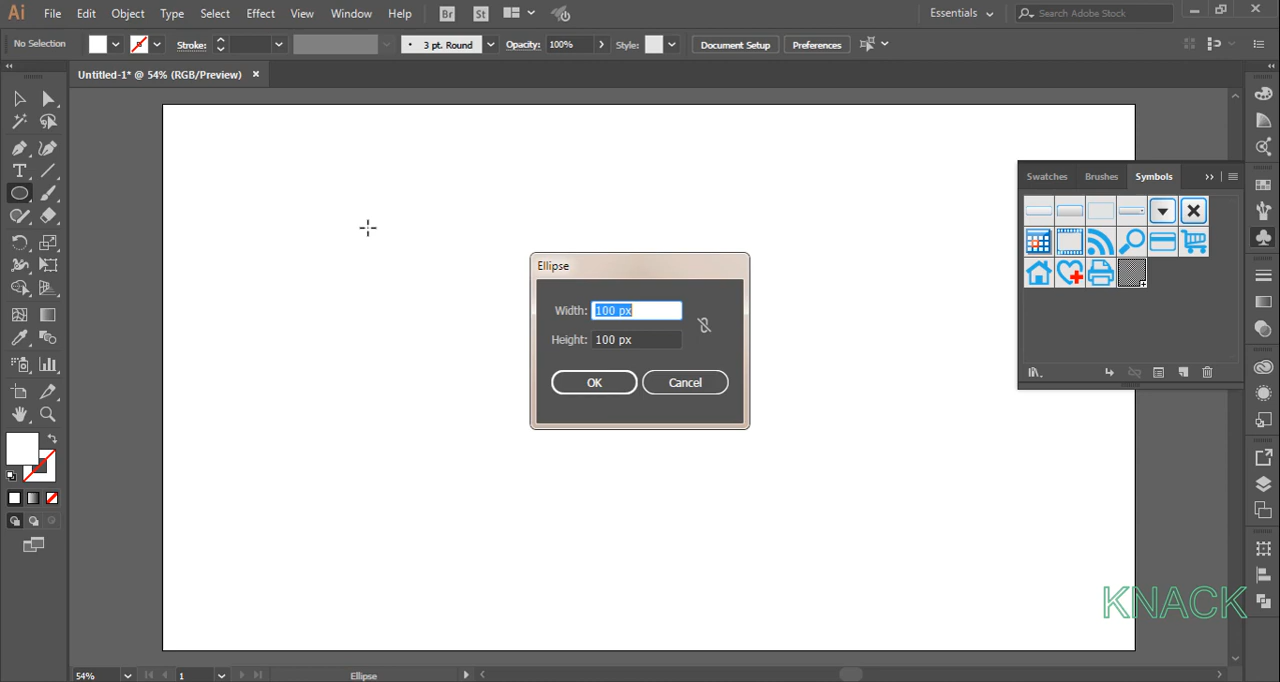 Ai File Edit Object Type Select Effect View Window Help Br St Essentials Search Adobe Stock
No Selection Stroke: 3 pt. Round Opacity: 100% Style: Document Setup Preferences
Untitled-1* @ 54% (RGB/Preview)
Swatches Brushes Symbols
Ellipse
Width: 100 px
Height: 100 px
OK Cancel
KNACK
54% 1 Ellipse